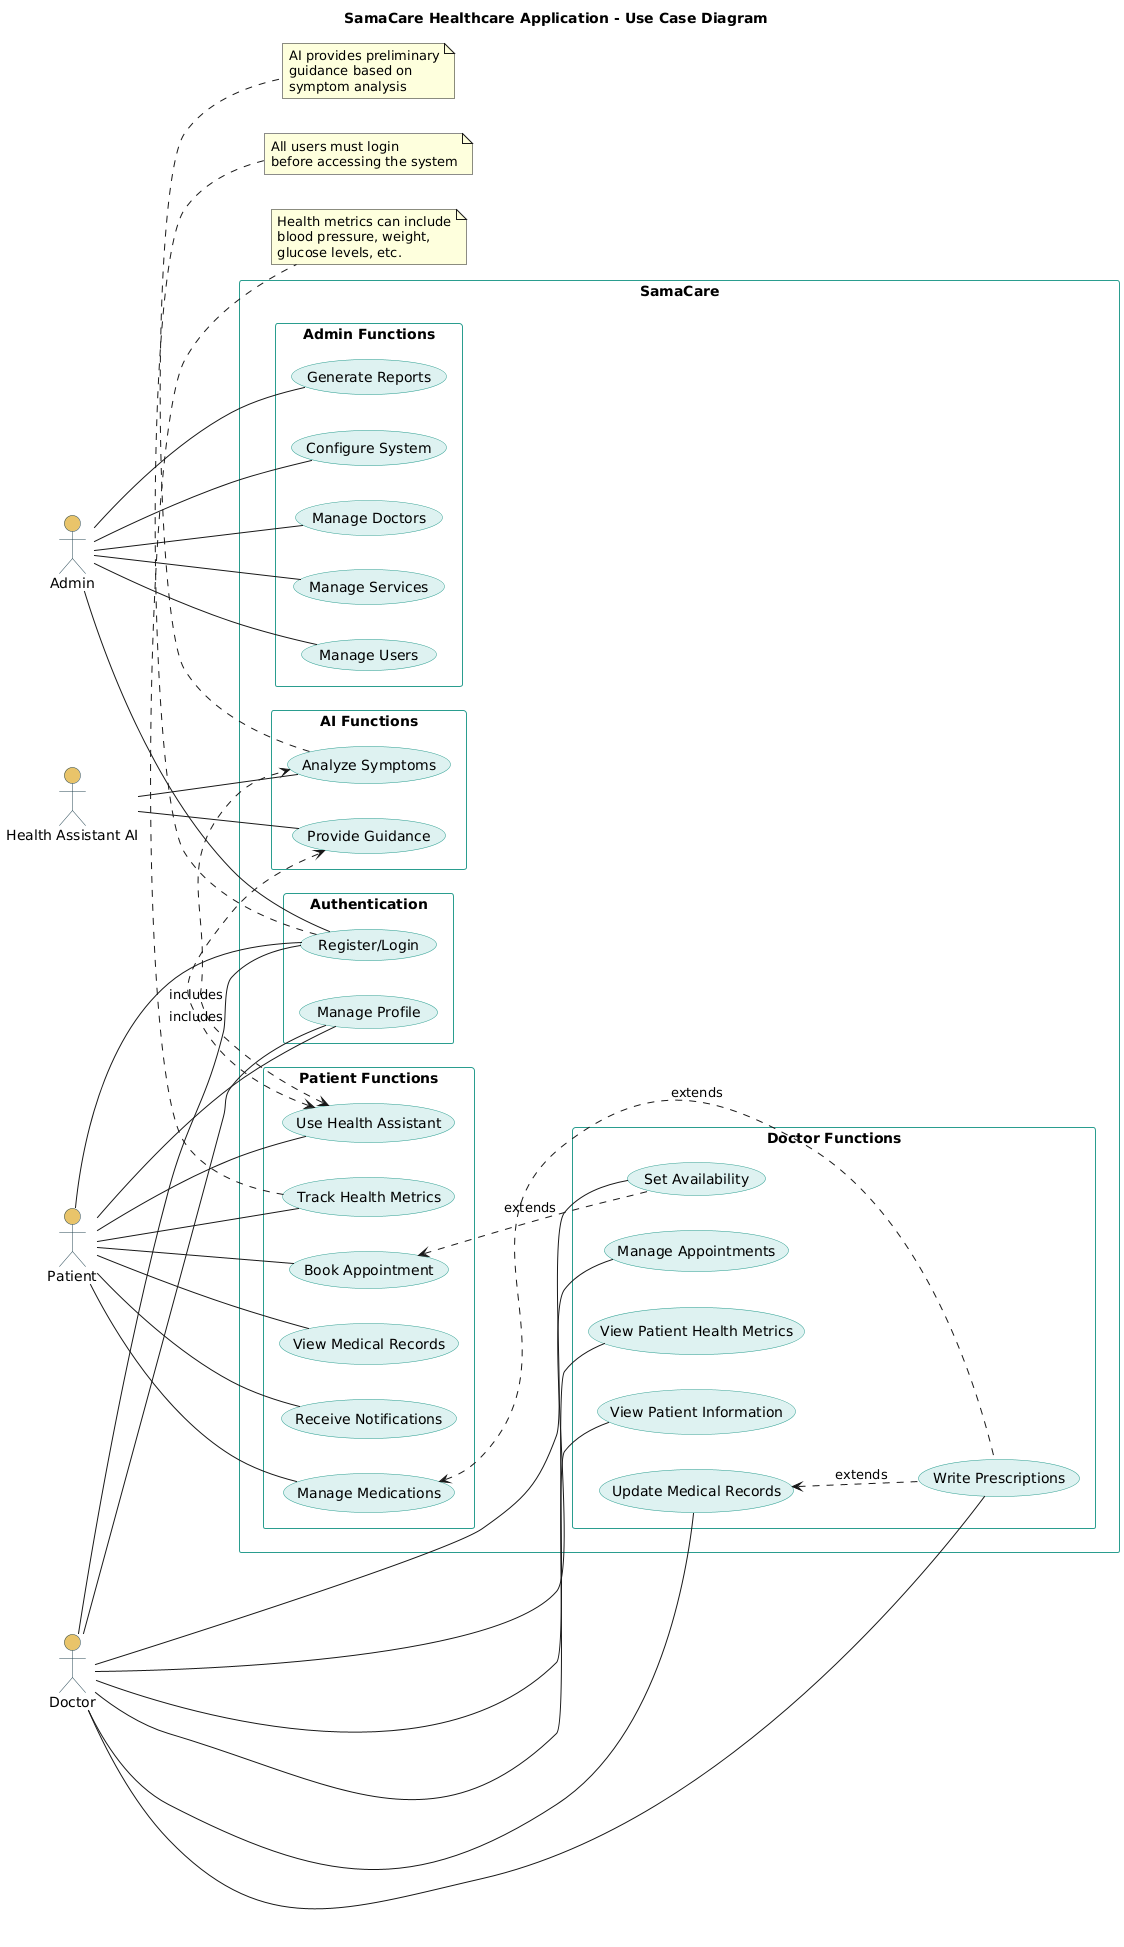 SamaCare Healthcare Application - Use Case Diagram
AI provides preliminary
guidance based on
symptom analysis
All users must login
before accessing the system
Health metrics can include
blood pressure, weight,
glucose levels, etc.
SamaCare
Admin Functions
Generate Reports
Configure System
Manage Doctors
Manage Services
Manage Users
Admin
AI Functions
Analyze Symptoms
Provide Guidance
Health Assistant AI
Authentication
Register/Login
Manage Profile
includes
includes
Patient Functions
Use Health Assistant
Track Health Metrics
Book Appointment
View Medical Records
Receive Notifications
Manage Medications
Patient
extends
extends
Doctor Functions
Set Availability
Manage Appointments
View Patient Health Metrics
View Patient Information
Update Medical Records
extends
Write Prescriptions
Doctor